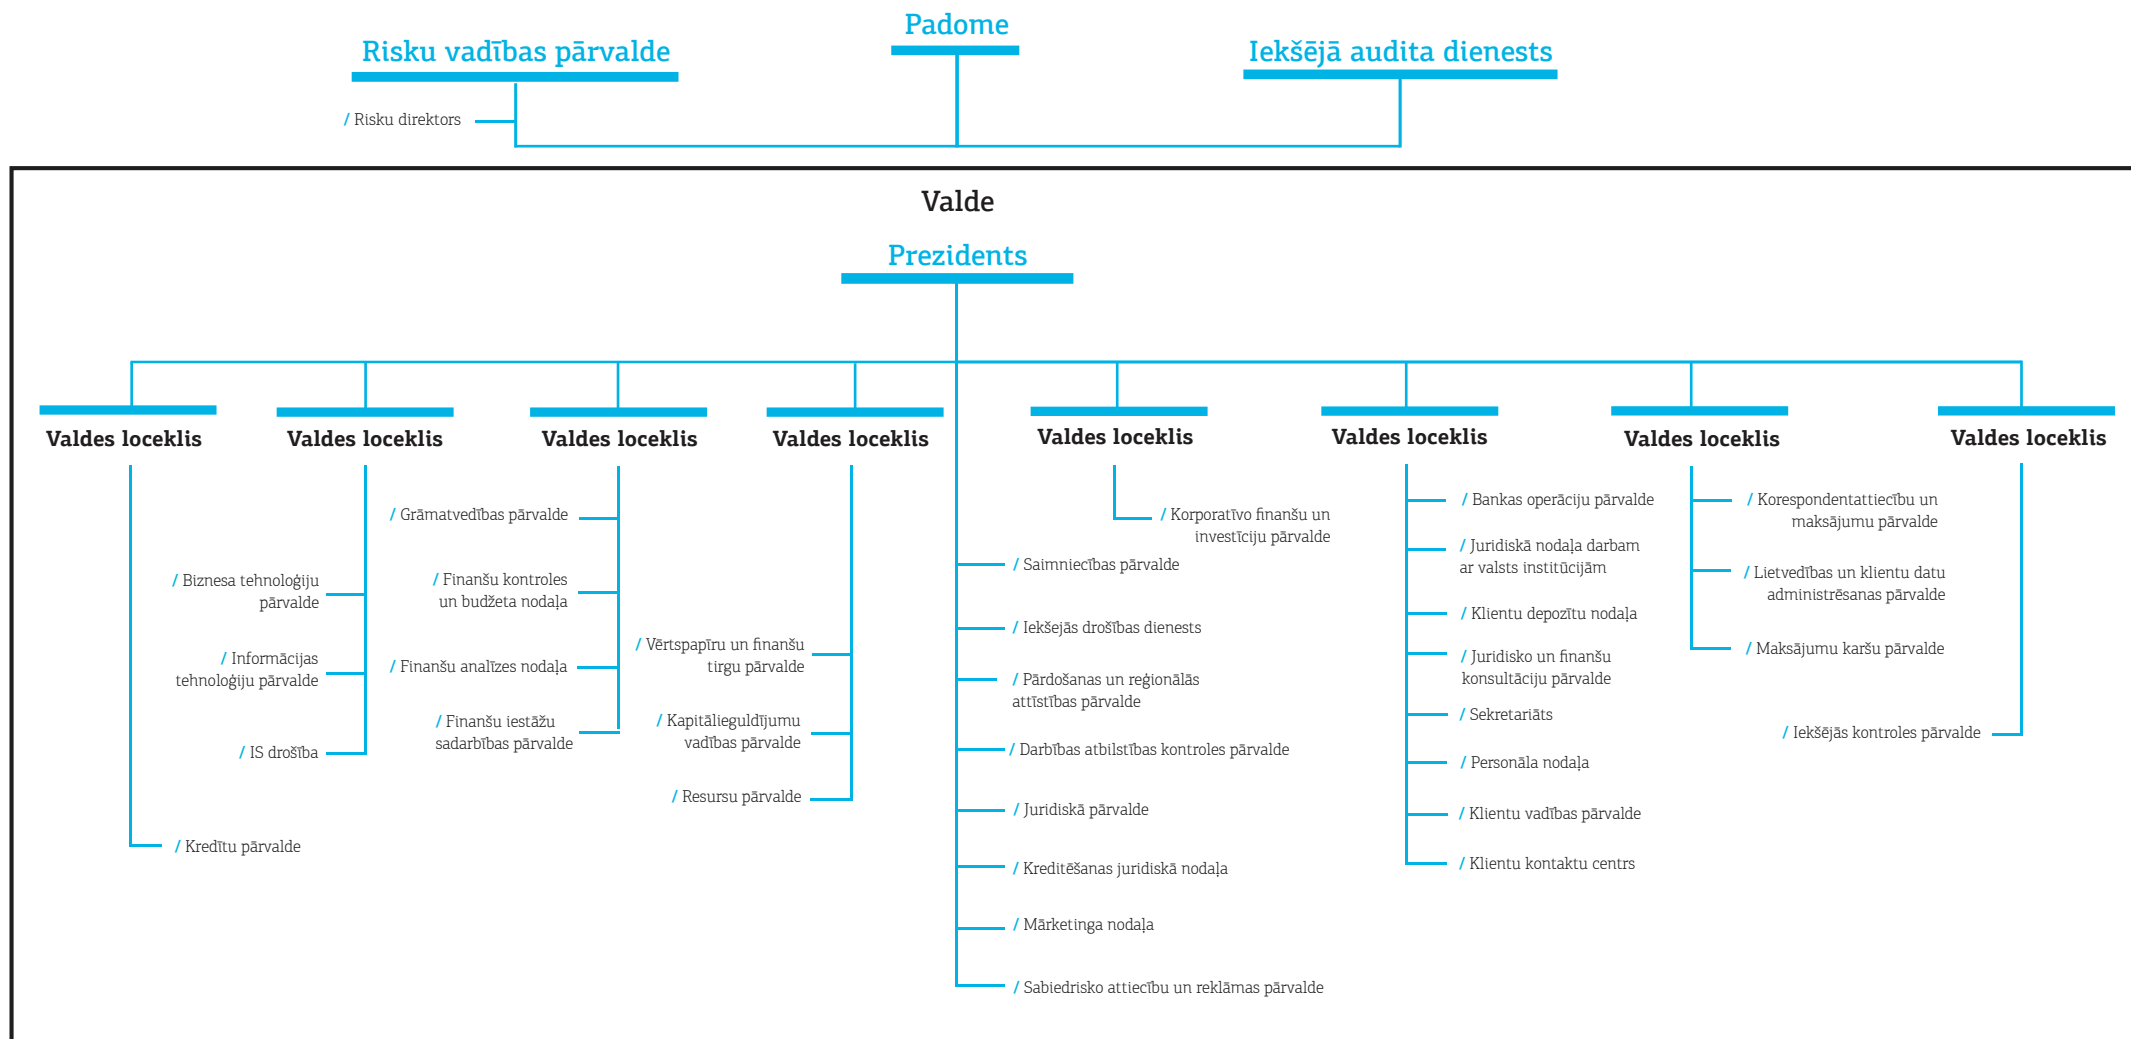 Padome
Risku vadības pārvalde
Iekšējā audita dienests
/ Risku direktors
Valde
Prezidents
Valdes loceklis
/ Kredītu pārvalde
Valdes loceklis
/ Biznesa tehnoloģiju
pārvalde
/ Informācijas
tehnoloģiju pārvalde
/ IS drošība
Valdes loceklis
/ Grāmatvedības pārvalde
/ Finanšu kontroles
un budžeta nodaļa
/ Finanšu analīzes nodaļa
/ Finanšu iestāžu
sadarbības pārvalde
Valdes loceklis
/ Vērtspapīru un finanšu
tirgu pārvalde
/ Kapitālieguldījumu
vadības pārvalde
/ Resursu pārvalde
/ Saimniecības pārvalde
/ Iekšejās drošības dienests
/ Pārdošanas un reģionālās
attīstības pārvalde
/ Darbības atbilstības kontroles pārvalde
/ Juridiskā pārvalde
/ Kreditēšanas juridiskā nodaļa
/ Mārketinga nodaļa
/ Sabiedrisko attiecību un reklāmas pārvalde
Valdes loceklis
/ Korporatīvo finanšu un
investīciju pārvalde
Valdes loceklis
/ Bankas operāciju pārvalde
/ Juridiskā nodaļa darbam
ar valsts institūcijām
/ Klientu depozītu nodaļa
/ Juridisko un finanšu
konsultāciju pārvalde
/ Sekretariāts
/ Personāla nodaļa
/ Klientu vadības pārvalde
/ Klientu kontaktu centrs
Valdes loceklis
/ Korespondentattiecību un
maksājumu pārvalde
/ Lietvedības un klientu datu
administrēsanas pārvalde
/ Maksājumu karšu pārvalde
Valdes loceklis
/ Iekšējās kontroles pārvalde